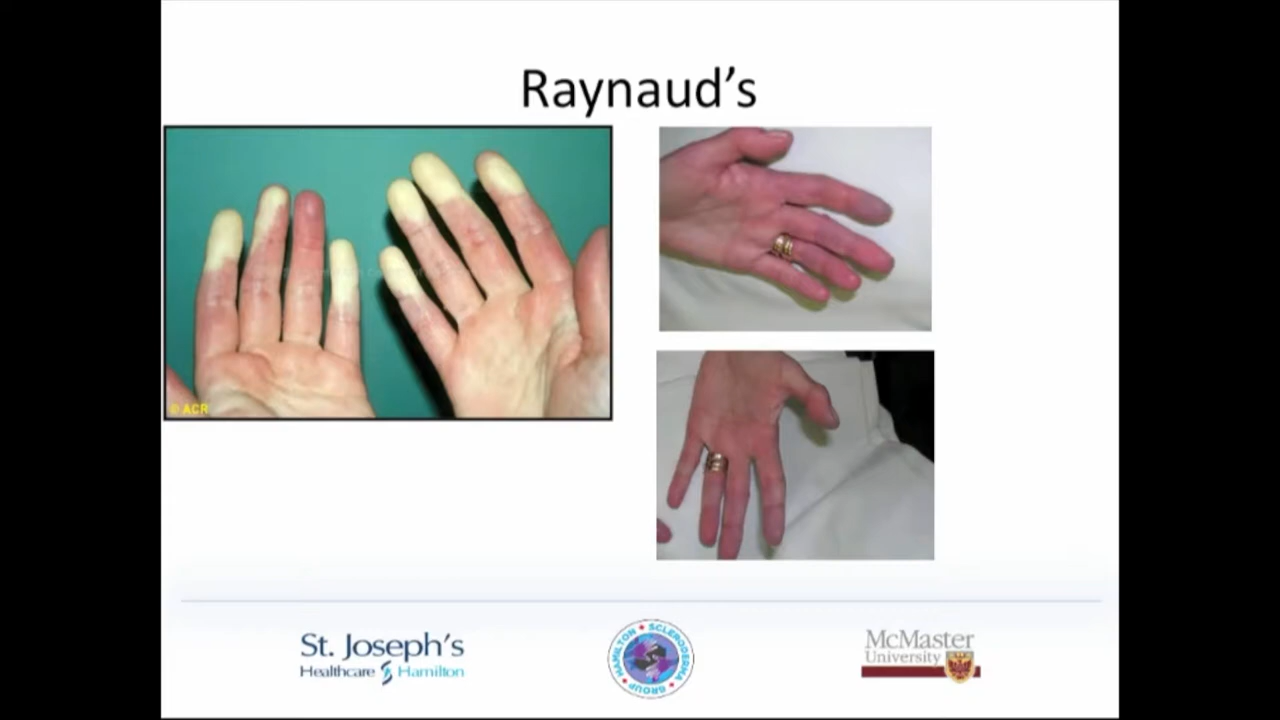 Raynaud's
© ACR
St. Joseph's
Healthcare Hamilton
HAMILTON SCLERODERMA GROUP
McMaster
University